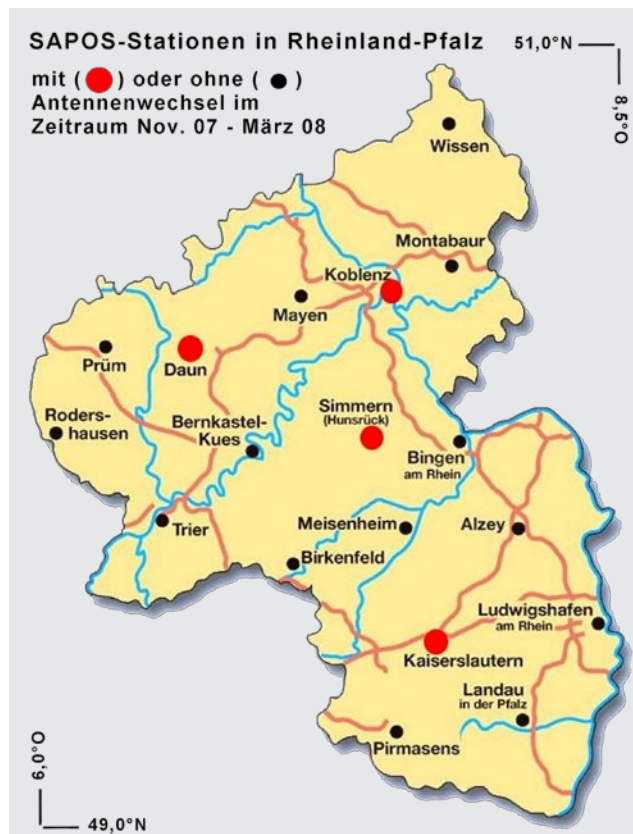 SAPOS-Stationen in Rheinland-Pfalz
51,0°N
8,5°O
mit ( ) oder ohne ( )
Antennenwechsel im
Zeitraum Nov. 07 - März 08
Wissen
Montabaur
Koblenz
Mayen
Prüm
Daun
Roders-
hausen
Bernkastel-
Kues
Simmern
(Hunsrück)
Bingen
am Rhein
Trier
Meisenheim
Alzey
Birkenfeld
Ludwigshafen
am Rhein
Kaiserslautern
Landau
in der Pfalz
Pirmasens
6,0°O
49,0°N